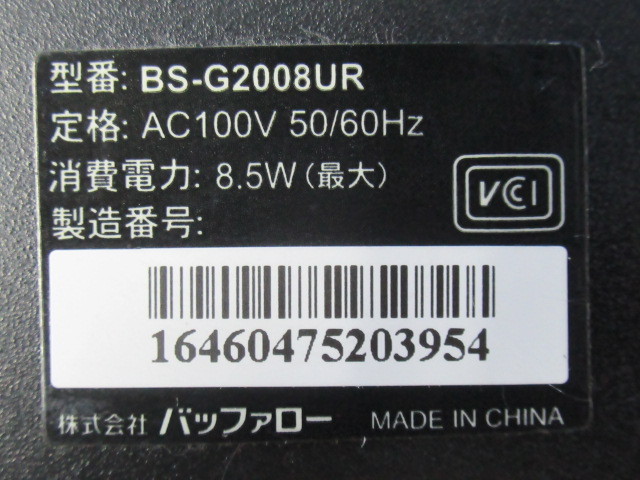 型番: BS-G2008UR
定格: AC100V 50/60Hz
消費電力: 8.5W (最大)
VCCI
製造番号:
16460475203954
株式会社 バッファロー MADE IN CHINA